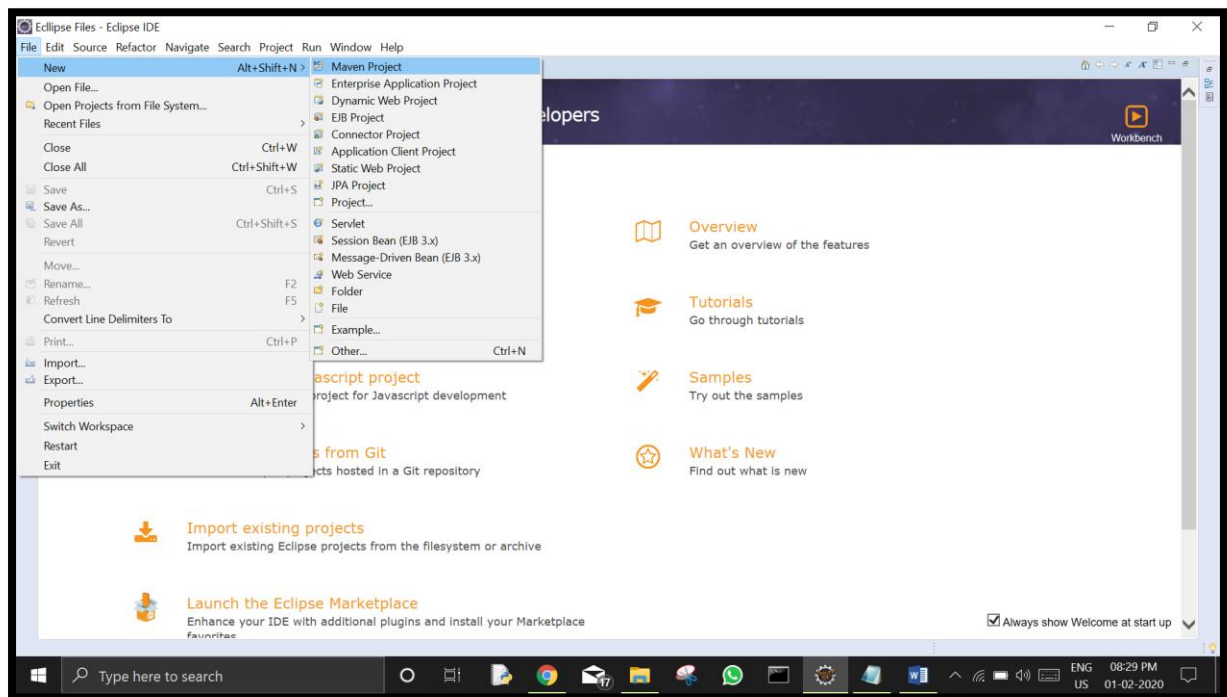 Ecllipse Files - Eclipse IDE
File Edit Source Refactor Navigate Search Project Run Window Help
New Alt+Shift+N >
Open File...
Open Projects from File System...
Recent Files >
Close Ctrl+W
Close All Ctrl+Shift+W
Save Ctrl+S
Save As...
Save All Ctrl+Shift+S
Revert
Move...
Rename... F2
Refresh F5
Convert Line Delimiters To >
Print... Ctrl+P
Import...
Export...
Properties Alt+Enter
Switch Workspace >
Restart
Exit
Maven Project
Enterprise Application Project
Dynamic Web Project
EJB Project
Connector Project
Application Client Project
Static Web Project
JPA Project
Project...
Servlet
Session Bean (EJB 3.x)
Message-Driven Bean (EJB 3.x)
Web Service
Folder
File
Example...
Other... Ctrl+N
elopers
Workbench
Overview
Get an overview of the features
Tutorials
Go through tutorials
ascript project
project for Javascript development
Samples
Try out the samples
s from Git
ects hosted in a Git repository
What's New
Find out what is new
Import existing projects
Import existing Eclipse projects from the filesystem or archive
Launch the Eclipse Marketplace
Enhance your IDE with additional plugins and install your Marketplace
favorites
Always show Welcome at start up
Type here to search
17
ENG
US
08:29 PM
01-02-2020